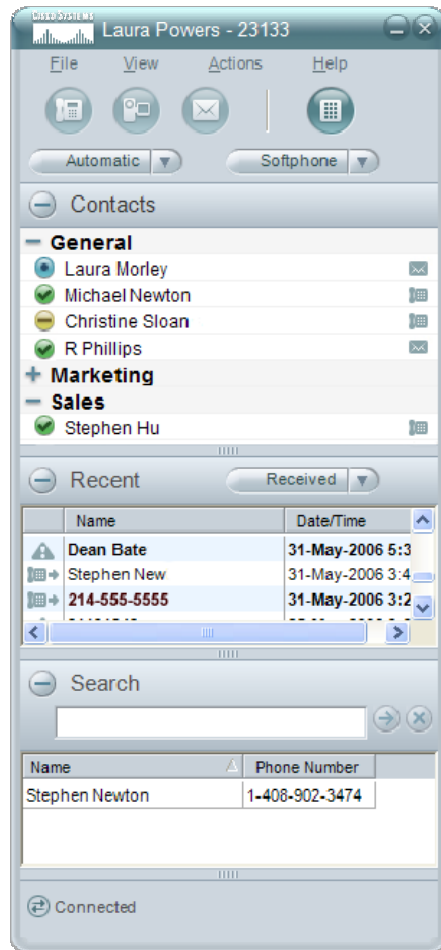 CISCO SYSTEMS
Laura Powers - 23133
File View Actions Help
Automatic Softphone
Contacts
General
Laura Morley
Michael Newton
Christine Sloan
R Phillips
Marketing
Sales
Stephen Hu
Recent Received
Name Date/Time
Dean Bate 31-May-2006 5:3
Stephen New 31-May-2006 3:4
214-555-5555 31-May-2006 3:2
Search
Name Phone Number
Stephen Newton 1-408-902-3474
Connected